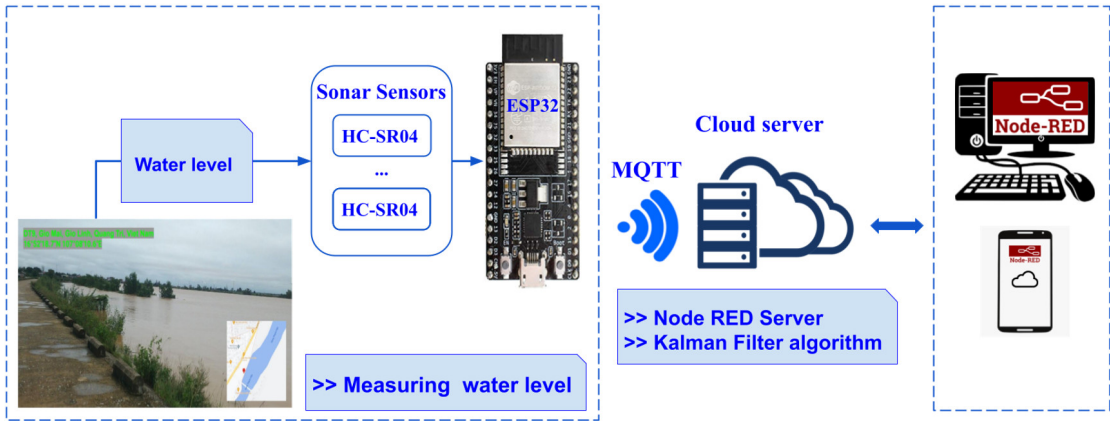 Water level
Sonar Sensors
HC-SR04
...
HC-SR04
ESP32
>> Measuring water level
MQTT
Cloud server
>> Node RED Server
>> Kalman Filter algorithm
Node-RED
Node-RED